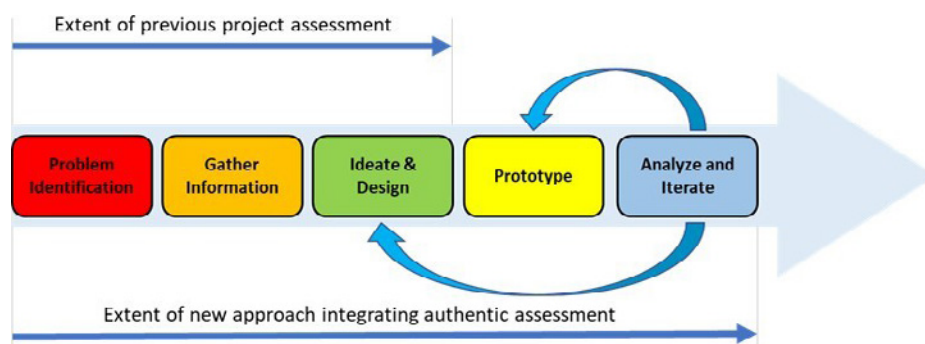 Extent of previous project assessment
Problem
Identification
Gather
Information
Ideate &
Design
Prototype
Analyze and
Iterate
Extent of new approach integrating authentic assessment